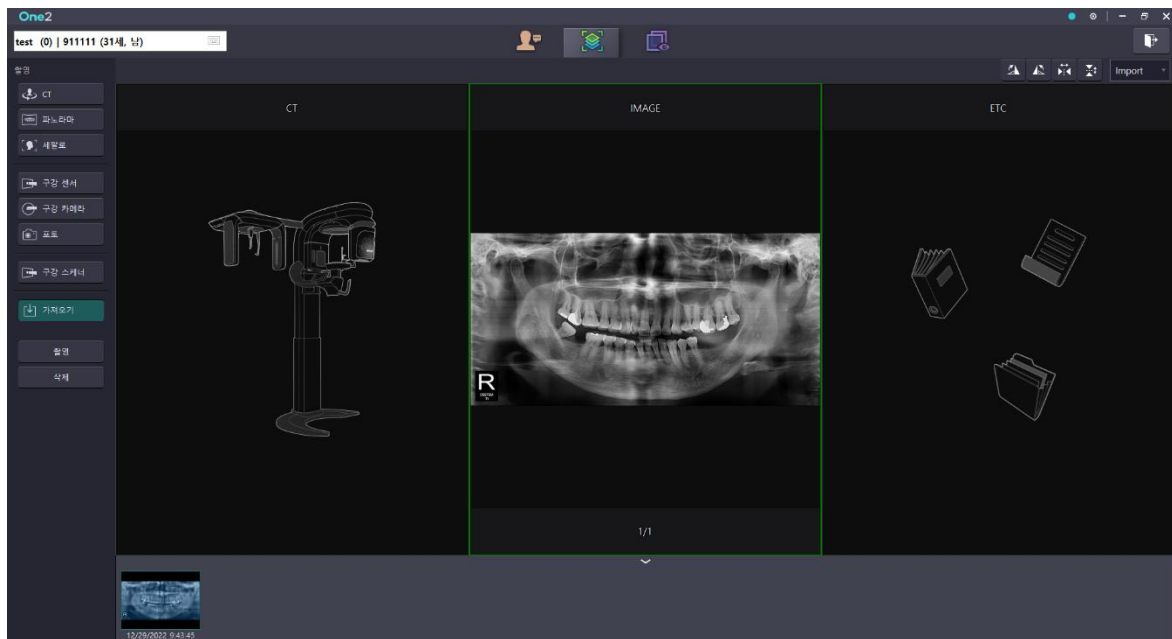 One2
test (0) | 911111 (31세, 남)
촬영
Import
CT
파노라마
세팔로
구강 센서
구강 카메라
포토
구강 스캐너
가져오기
촬영
삭제
CT
IMAGE
ETC
R
1/1
12/29/2022 9:43:45